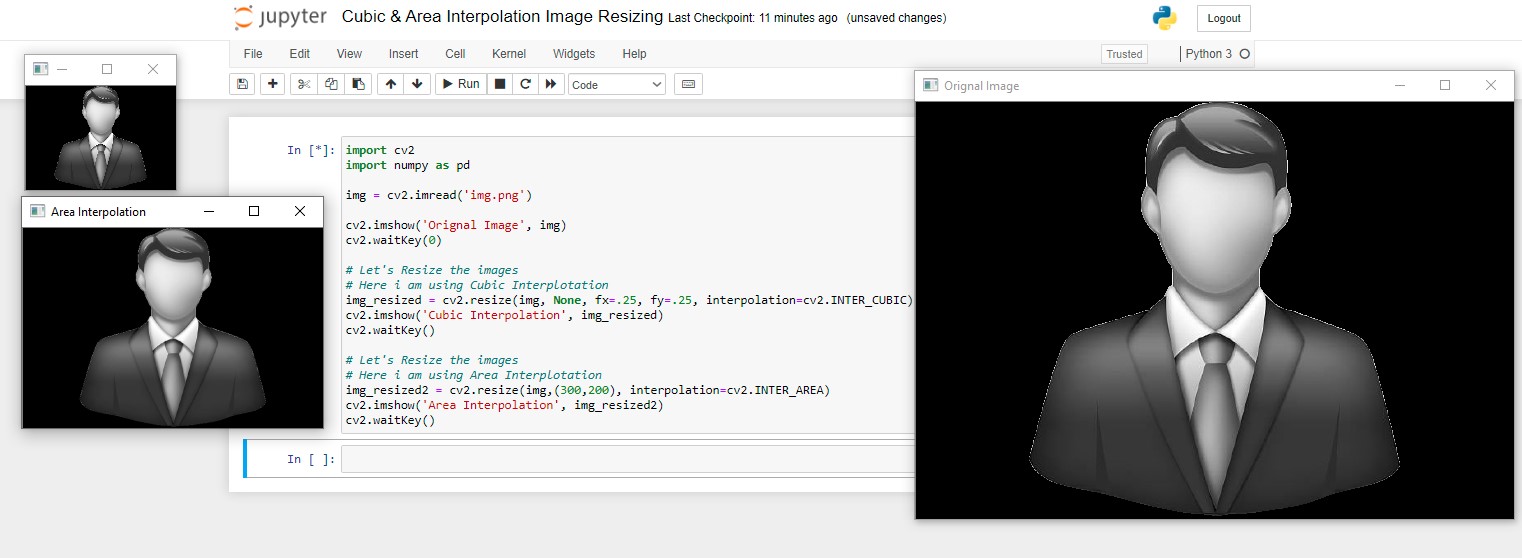 jupyter Cubic & Area Interpolation Image Resizing Last Checkpoint: 11 minutes ago (unsaved changes) Logout
File Edit View Insert Cell Kernel Widgets Help Trusted Python 3
Run Code
Orignal Image
Area Interpolation
In [*]:
import cv2
import numpy as pd
img = cv2.imread('img.png')
cv2.imshow('Orignal Image', img)
cv2.waitKey(0)
# Let's Resize the images
# Here i am using Cubic Interplotation
img_resized = cv2.resize(img, None, fx=.25, fy=.25, interpolation=cv2.INTER_CUBIC)
cv2.imshow('Cubic Interpolation', img_resized)
cv2.waitKey()
# Let's Resize the images
# Here i am using Area Interplotation
img_resized2 = cv2.resize(img,(300,200), interpolation=cv2.INTER_AREA)
cv2.imshow('Area Interpolation', img_resized2)
cv2.waitKey()
In [ ]: